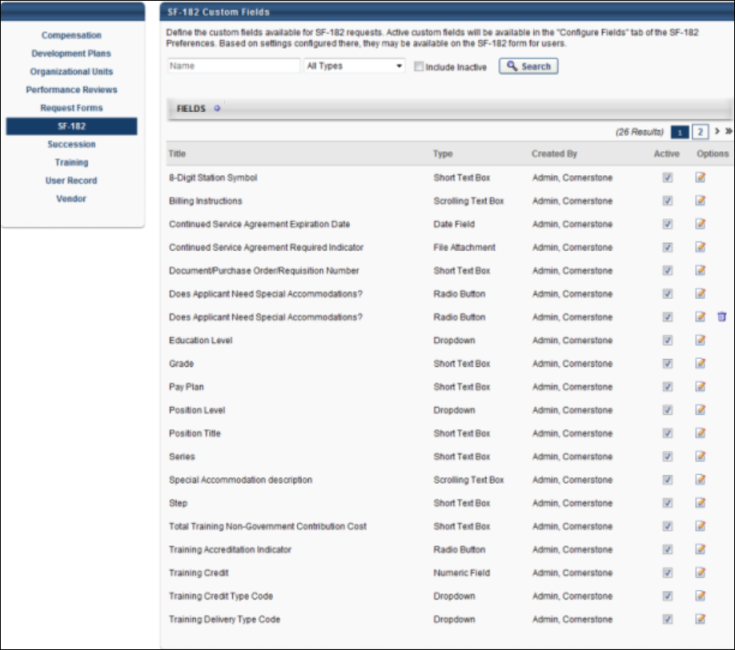 Compensation
Development Plans
Organizational Units
Performance Reviews
Request Forms
SF-182
Succession
Training
User Record
Vendor
SF-182 Custom Fields
Define the custom fields available for SF-182 requests. Active custom fields will be available in the "Configure Fields" tab of the SF-182
Preferences. Based on settings configured there, they may be available on the SF-182 form for users.
Name All Types Include Inactive Search
FIELDS
(26 Results) 1 2 > »
Title Type Created By Active Options
8-Digit Station Symbol Short Text Box Admin, Cornerstone
Billing Instructions Scrolling Text Box Admin, Cornerstone
Continued Service Agreement Expiration Date Date Field Admin, Cornerstone
Continued Service Agreement Required Indicator File Attachment Admin, Cornerstone
Document/Purchase Order/Requisition Number Short Text Box Admin, Cornerstone
Does Applicant Need Special Accommodations? Radio Button Admin, Cornerstone
Does Applicant Need Special Accommodations? Radio Button Admin, Cornerstone
Education Level Dropdown Admin, Cornerstone
Grade Short Text Box Admin, Cornerstone
Pay Plan Short Text Box Admin, Cornerstone
Position Level Dropdown Admin, Cornerstone
Position Title Short Text Box Admin, Cornerstone
Series Short Text Box Admin, Cornerstone
Special Accommodation description Scrolling Text Box Admin, Cornerstone
Step Short Text Box Admin, Cornerstone
Total Training Non-Government Contribution Cost Short Text Box Admin, Cornerstone
Training Accreditation Indicator Radio Button Admin, Cornerstone
Training Credit Numeric Field Admin, Cornerstone
Training Credit Type Code Dropdown Admin, Cornerstone
Training Delivery Type Code Dropdown Admin, Cornerstone